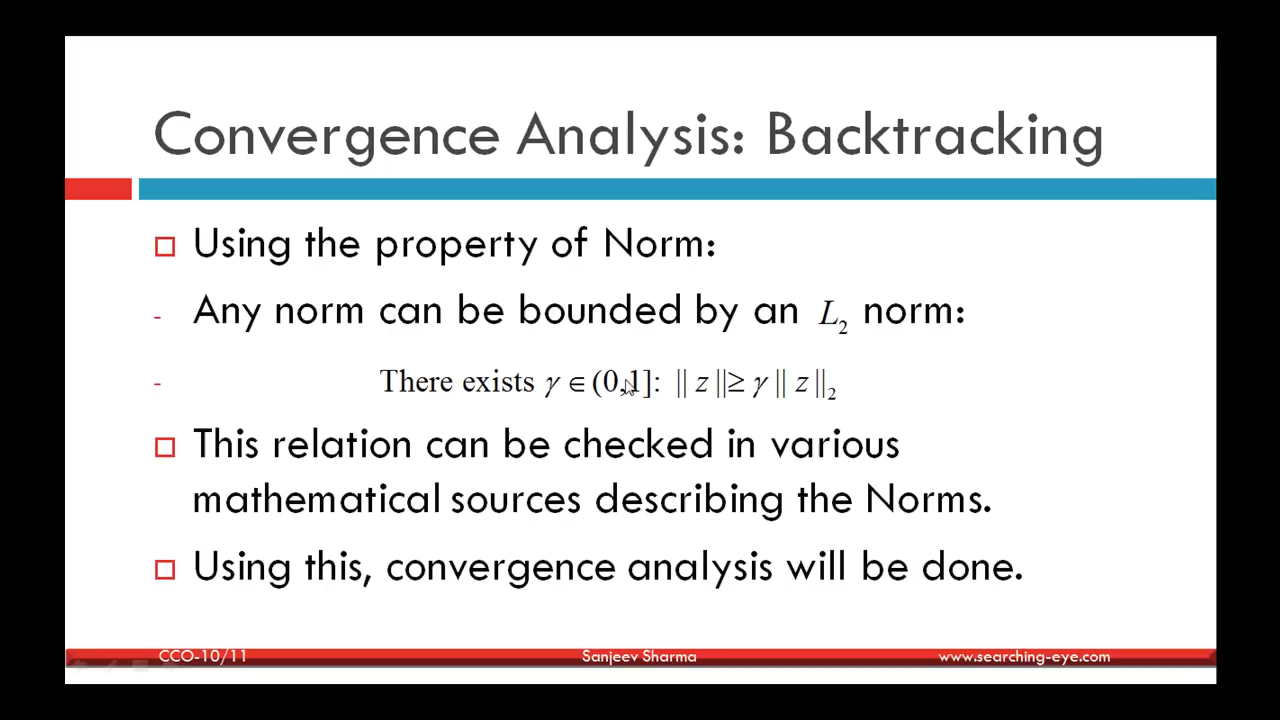 Convergence Analysis: Backtracking
Using the property of Norm:
- Any norm can be bounded by an L₂ norm:
- There exists γ ∈ (0,1]: || z ||≥ γ || z ||₂
This relation can be checked in various
mathematical sources describing the Norms.
Using this, convergence analysis will be done.
CCO-10/11 Sanjeev Sharma www.searching-eye.com